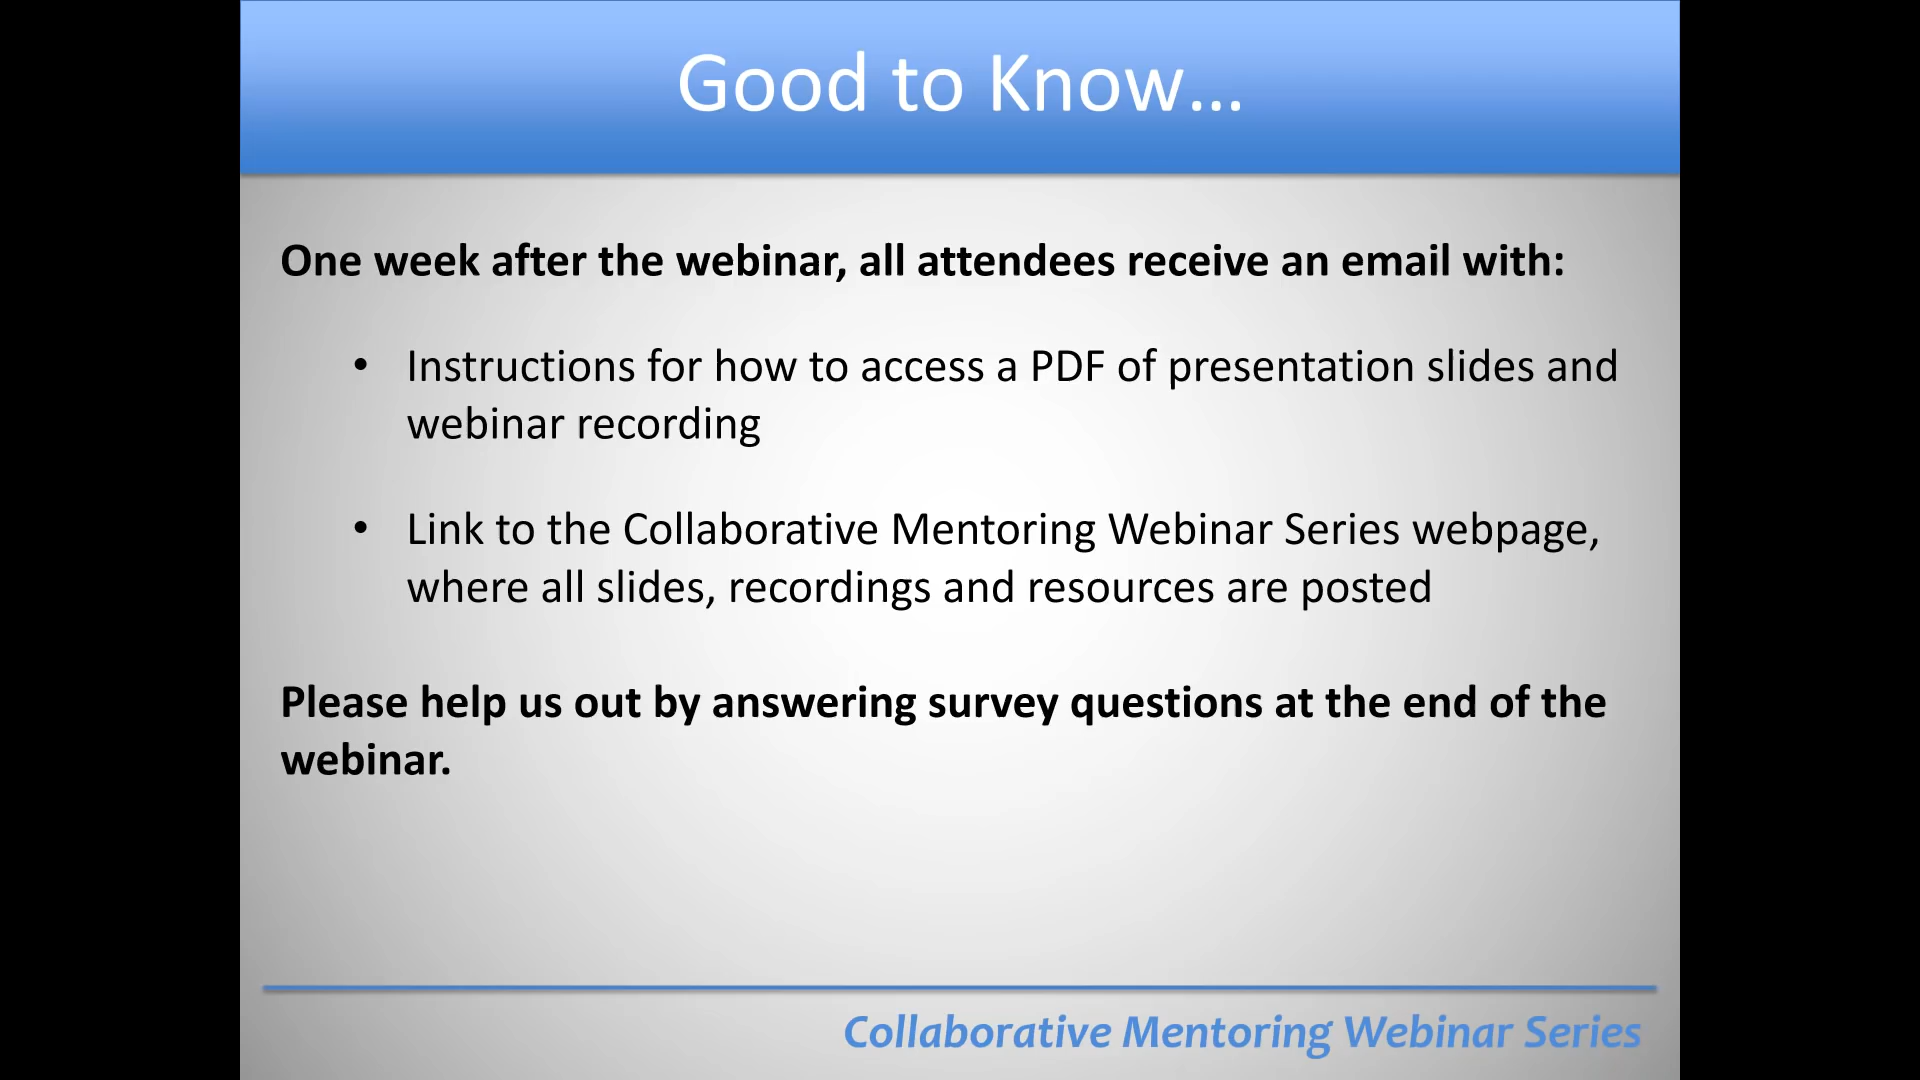 Good to Know…
One week after the webinar, all attendees receive an email with:
• Instructions for how to access a PDF of presentation slides and
webinar recording
• Link to the Collaborative Mentoring Webinar Series webpage,
where all slides, recordings and resources are posted
Please help us out by answering survey questions at the end of the
webinar.
Collaborative Mentoring Webinar Series